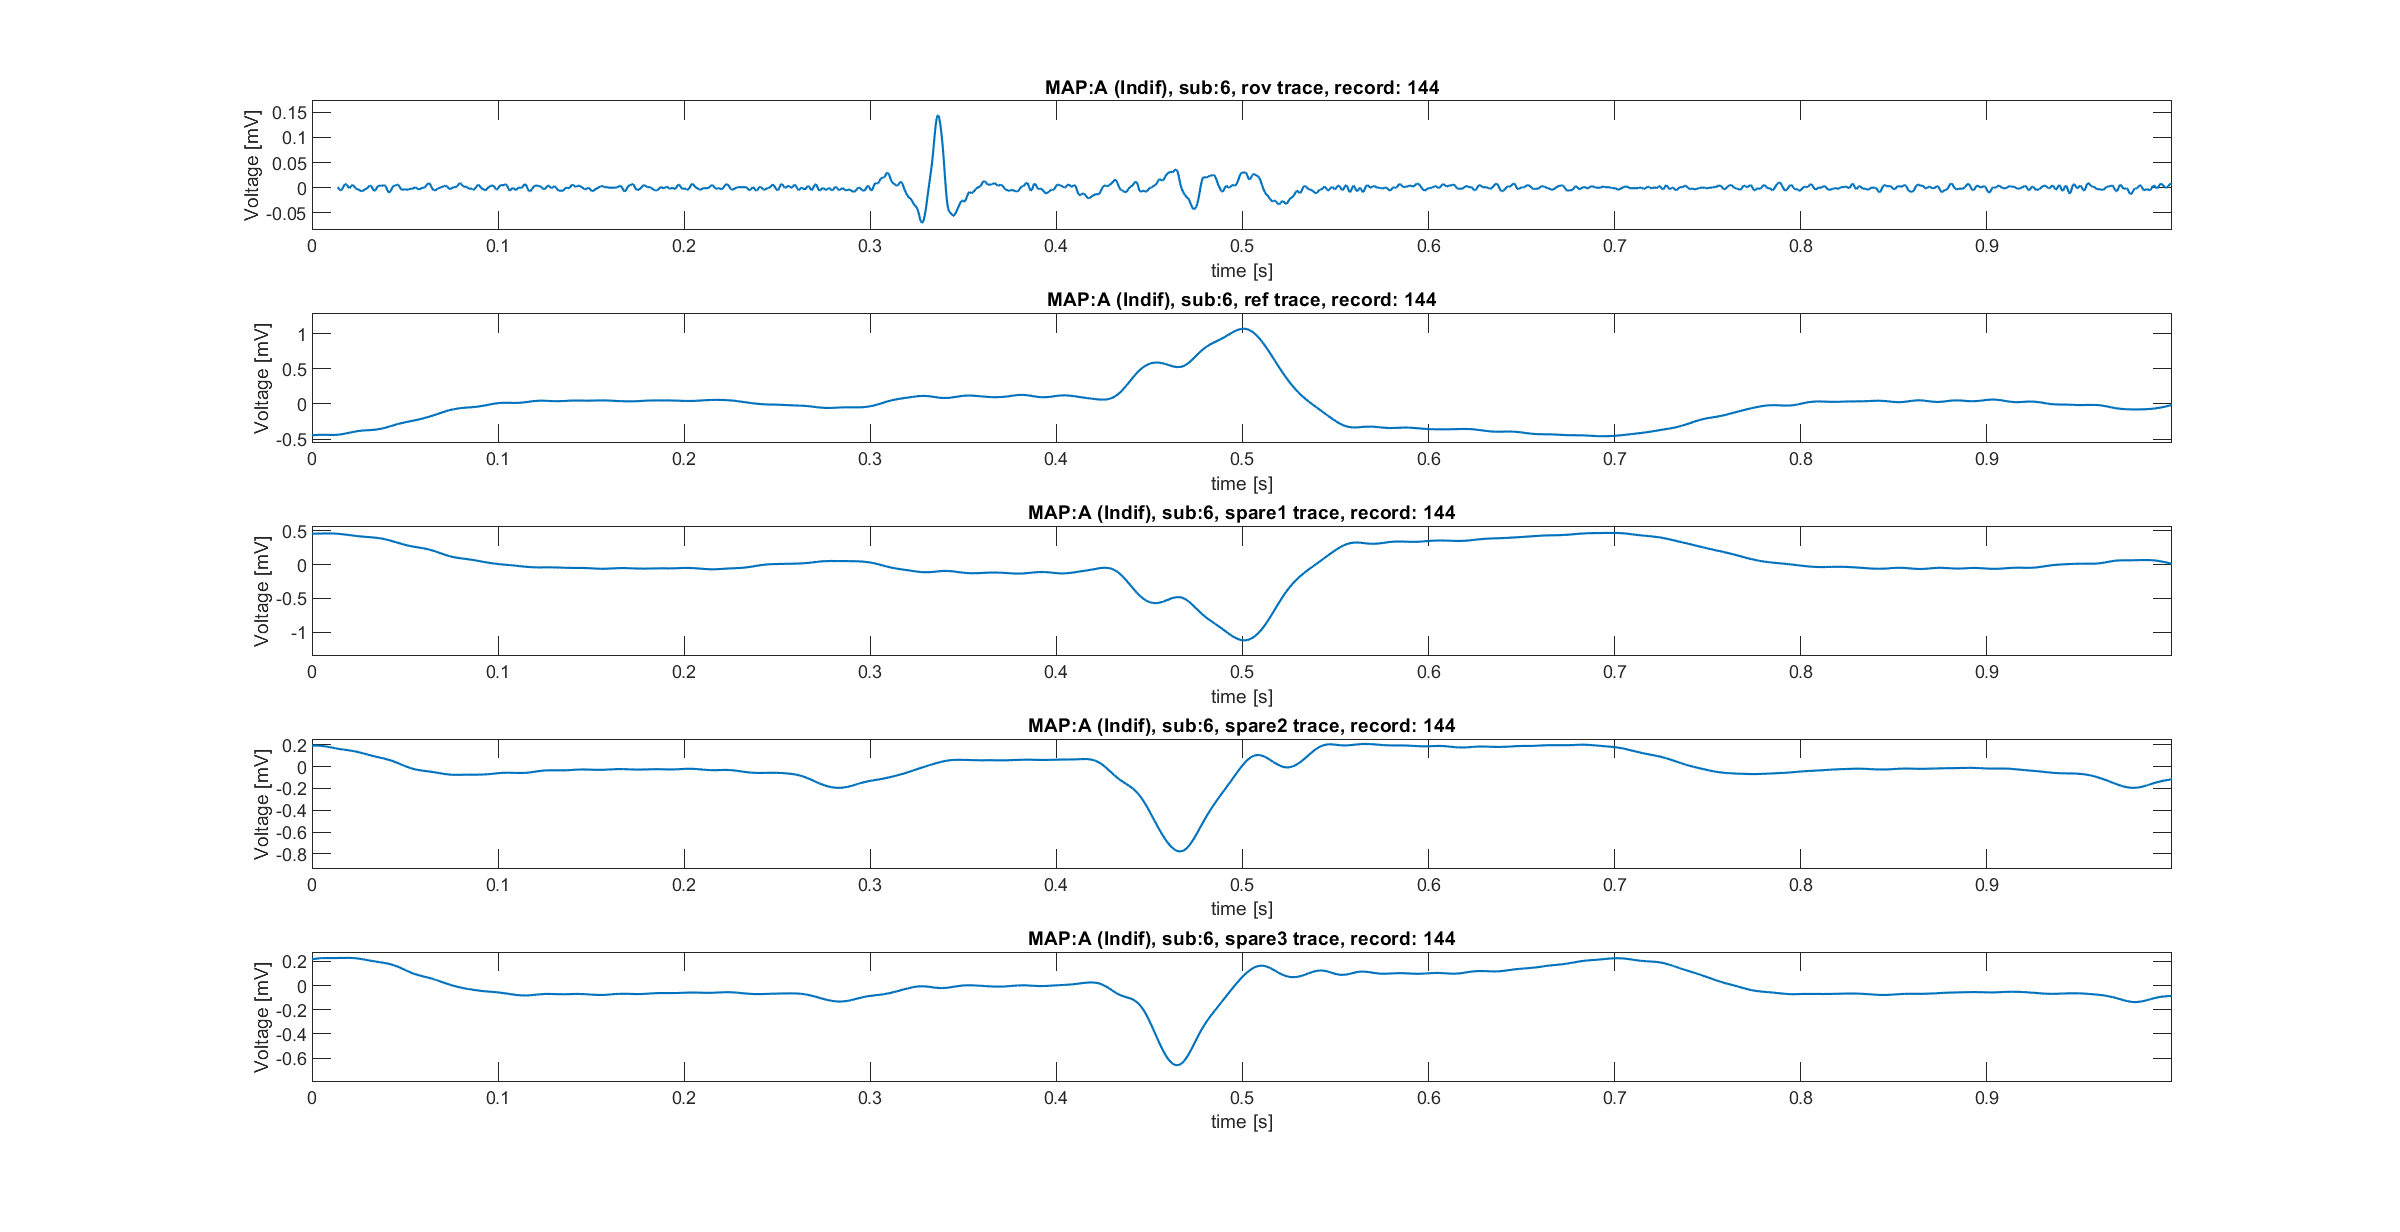 MAP:A (Indif), sub:6, rov trace, record: 144
Voltage [mV]
0.15
0.1
0.05
0
-0.05
0 0.1 0.2 0.3 0.4 0.5 0.6 0.7 0.8 0.9
time [s]
MAP:A (Indif), sub:6, ref trace, record: 144
Voltage [mV]
1
0.5
0
-0.5
0 0.1 0.2 0.3 0.4 0.5 0.6 0.7 0.8 0.9
time [s]
MAP:A (Indif), sub:6, spare1 trace, record: 144
Voltage [mV]
0.5
0
-0.5
-1
0 0.1 0.2 0.3 0.4 0.5 0.6 0.7 0.8 0.9
time [s]
MAP:A (Indif), sub:6, spare2 trace, record: 144
Voltage [mV]
0.2
0
-0.2
-0.4
-0.6
-0.8
0 0.1 0.2 0.3 0.4 0.5 0.6 0.7 0.8 0.9
time [s]
MAP:A (Indif), sub:6, spare3 trace, record: 144
Voltage [mV]
0.2
0
-0.2
-0.4
-0.6
0 0.1 0.2 0.3 0.4 0.5 0.6 0.7 0.8 0.9
time [s]